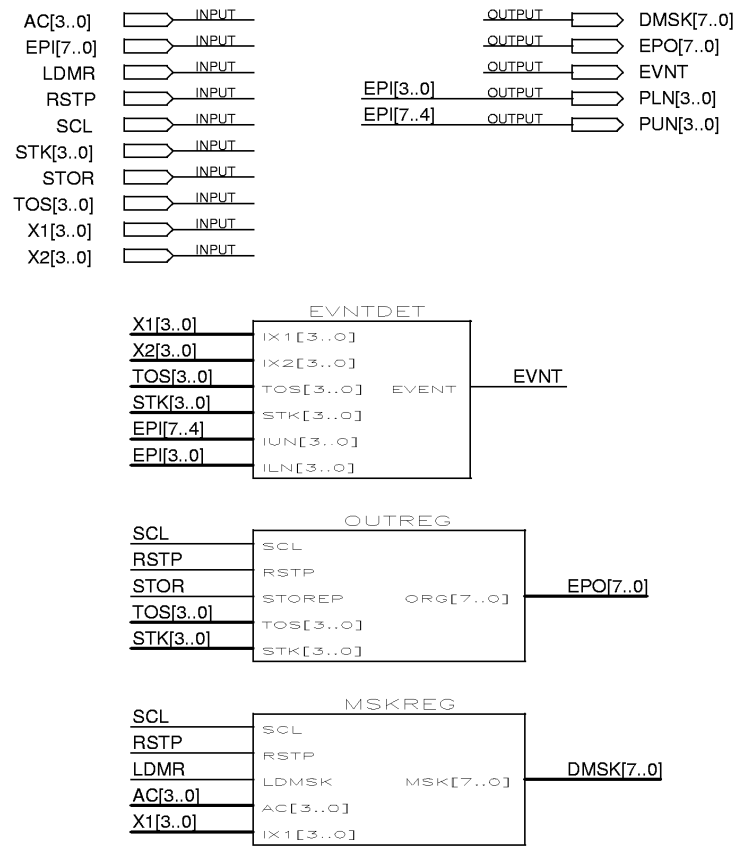 AC[3..0] INPUT
EPI[7..0] INPUT
LDMR INPUT
RSTP INPUT
SCL INPUT
STK[3..0] INPUT
STOR INPUT
TOS[3..0] INPUT
X1[3..0] INPUT
X2[3..0] INPUT
OUTPUT DMSK[7..0]
OUTPUT EPO[7..0]
OUTPUT EVNT
EPI[3..0] OUTPUT PLN[3..0]
EPI[7..4] OUTPUT PUN[3..0]
EVNTDET
X1[3..0] IX1[3..0]
X2[3..0] IX2[3..0]
TOS[3..0] TOS[3..0] EVENT EVNT
STK[3..0] STK[3..0]
EPI[7..4] IUN[3..0]
EPI[3..0] ILN[3..0]
OUTREG
SCL SCL
RSTP RSTP
STOR STOREP ORG[7..0] EPO[7..0]
TOS[3..0] TOS[3..0]
STK[3..0] STK[3..0]
MSKREG
SCL SCL
RSTP RSTP
LDMR LDMSK MSK[7..0] DMSK[7..0]
AC[3..0] AC[3..0]
X1[3..0] IX1[3..0]